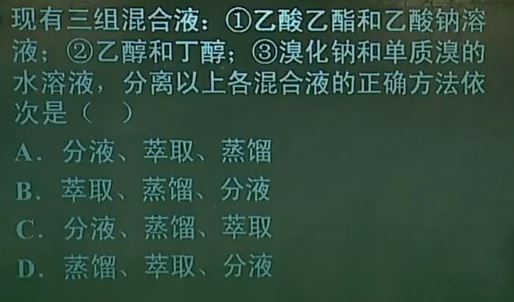 现有三组混合液：①乙酸乙酯和乙酸钠溶
液；②乙醇和丁醇；③溴化钠和单质溴的
水溶液，分离以上各混合液的正确方法依
次是（　）
A．分液、萃取、蒸馏
B．萃取、蒸馏、分液
C．分液、蒸馏、萃取
D．蒸馏、萃取、分液